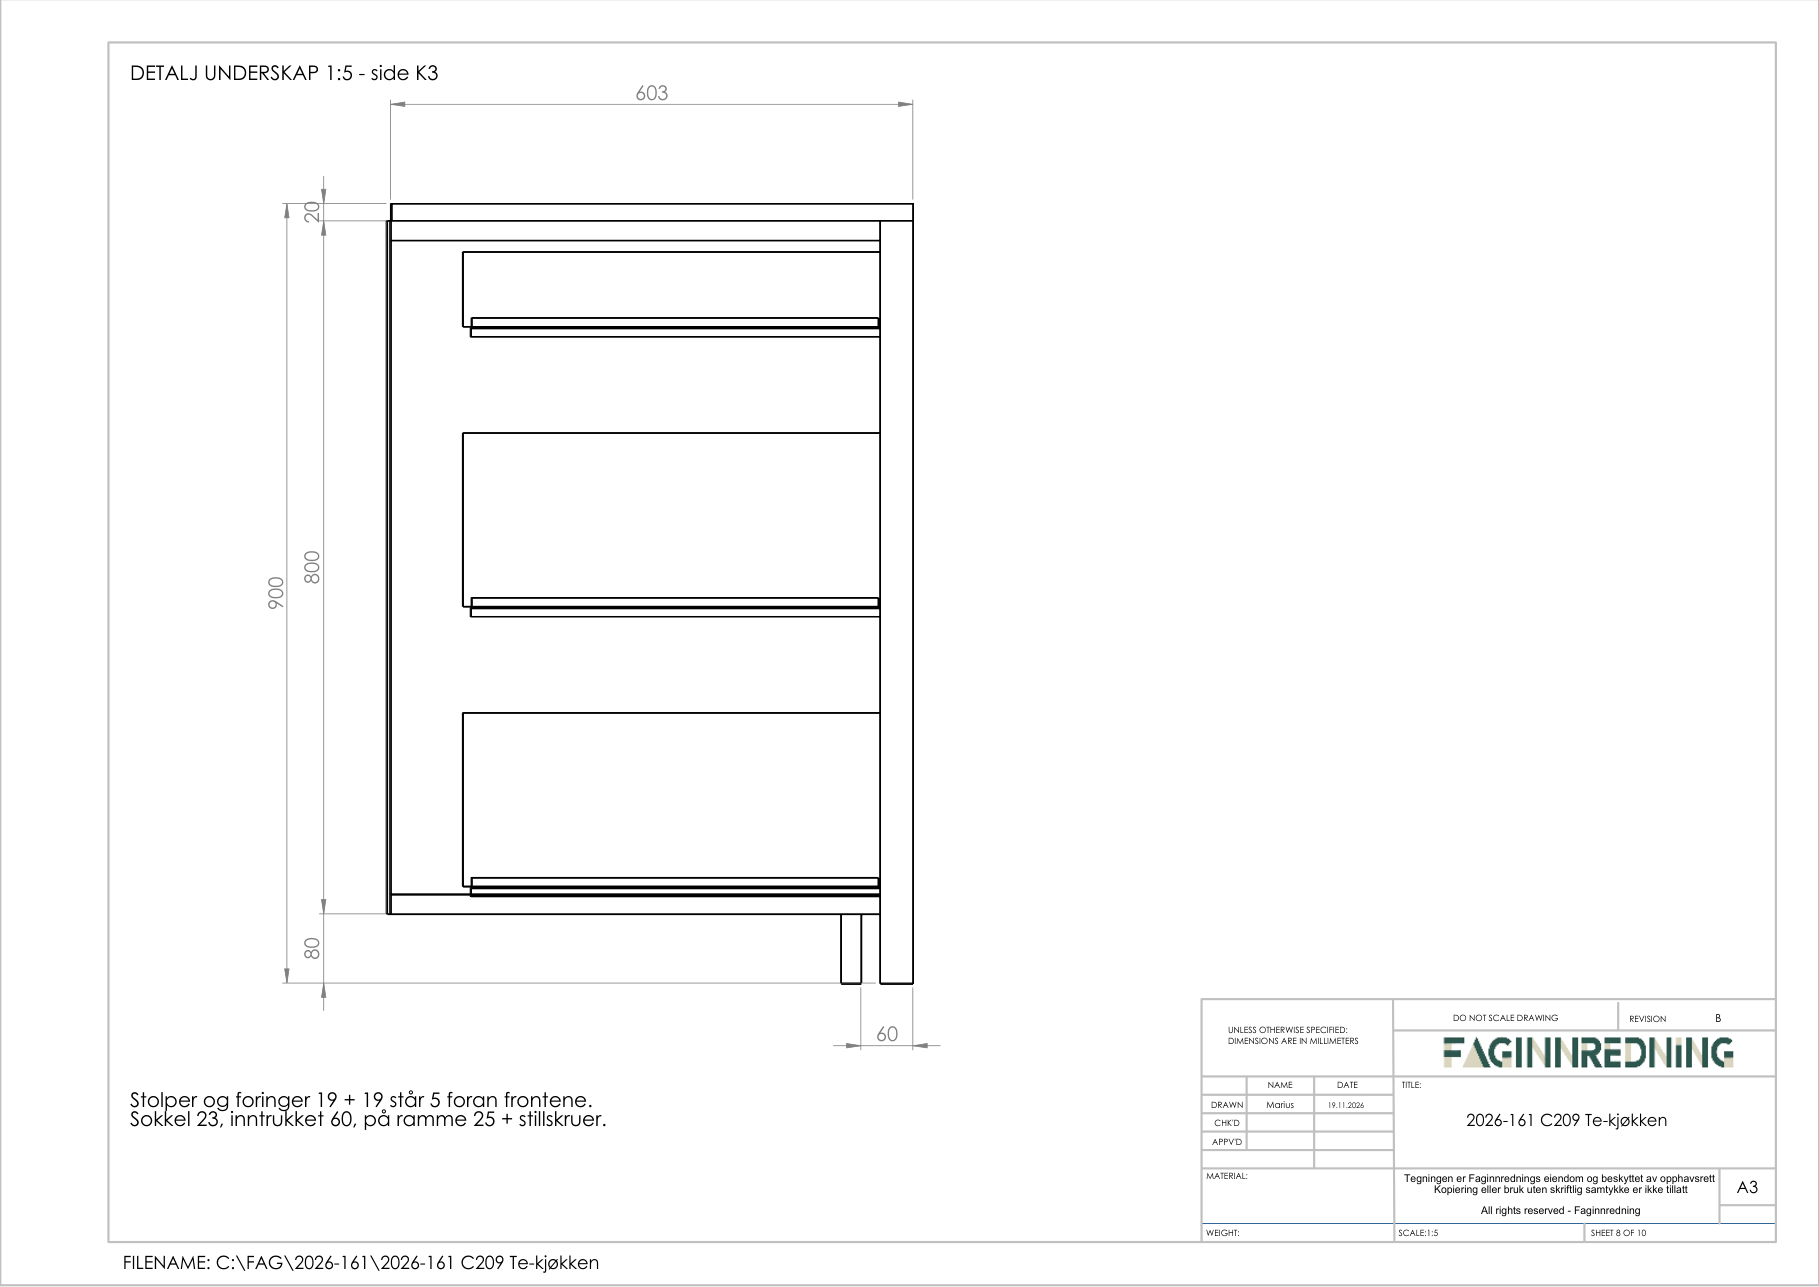 DETALJ UNDERSKAP 1:5 - side K3
603
20
800
900
80
60
Stolper og foringer 19 + 19 står 5 foran frontene.
Sokkel 23, inntrukket 60, på ramme 25 + stillskruer.
UNLESS OTHERWISE SPECIFIED:
DIMENSIONS ARE IN MILLIMETERS
DO NOT SCALE DRAWING
REVISION B
FAGINNREDNiNG
NAME DATE
DRAWN Marius 19.11.2026
CHK'D
APPV'D
TITLE:
2026-161 C209 Te-kjøkken
MATERIAL:
Tegningen er Faginnrednings eiendom og beskyttet av opphavsrett
Kopiering eller bruk uten skriftlig samtykke er ikke tillatt
All rights reserved - Faginnredning
A3
WEIGHT:
SCALE:1:5
SHEET 8 OF 10
FILENAME: C:\FAG\2026-161\2026-161 C209 Te-kjøkken